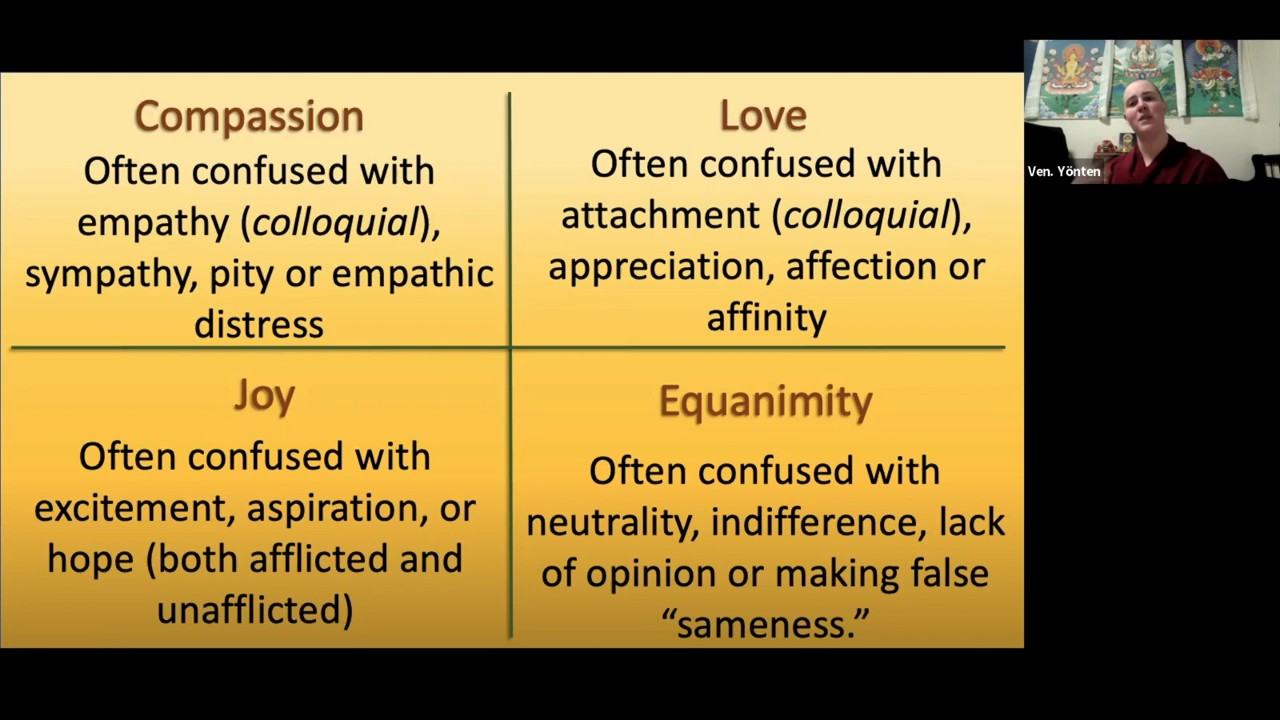 Compassion
Often confused with
empathy (colloquial),
sympathy, pity or empathic
distress
Love
Often confused with
attachment (colloquial),
appreciation, affection or
affinity
Joy
Often confused with
excitement, aspiration, or
hope (both afflicted and
unafflicted)
Equanimity
Often confused with
neutrality, indifference, lack
of opinion or making false
“sameness.”
Ven. Yönten